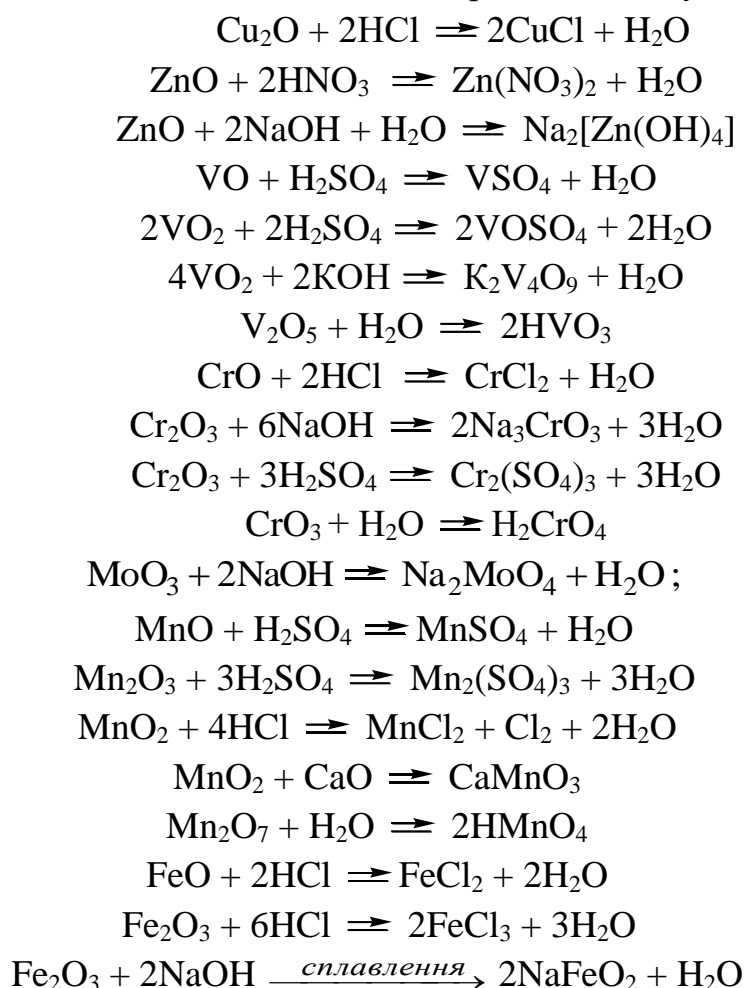 Cu₂O + 2HCl ⇌ 2CuCl + H₂O
ZnO + 2HNO₃ ⇌ Zn(NO₃)₂ + H₂O
ZnO + 2NaOH + H₂O ⇌ Na₂[Zn(OH)₄]
VO + H₂SO₄ ⇌ VSO₄ + H₂O
2VO₂ + 2H₂SO₄ ⇌ 2VOSO₄ + 2H₂O
4VO₂ + 2КОН ⇌ К₂V₄O₉ + H₂O
V₂O₅ + H₂O ⇌ 2HVO₃
CrO + 2HCl ⇌ CrCl₂ + H₂O
Cr₂O₃ + 6NaOH ⇌ 2Na₃CrO₃ + 3H₂O
Cr₂O₃ + 3H₂SO₄ ⇌ Cr₂(SO₄)₃ + 3H₂O
CrO₃ + H₂O ⇌ H₂CrO₄
MoO₃ + 2NaOH ⇌ Na₂MoO₄ + H₂O ;
MnO + H₂SO₄ ⇌ MnSO₄ + H₂O
Mn₂O₃ + 3H₂SO₄ ⇌ Mn₂(SO₄)₃ + 3H₂O
MnO₂ + 4HCl ⇌ MnCl₂ + Cl₂ + 2H₂O
MnO₂ + CaO ⇌ CaMnO₃
Mn₂O₇ + H₂O ⇌ 2HMnO₄
FeO + 2HCl ⇌ FeCl₂ + 2H₂O
Fe₂O₃ + 6HCl ⇌ 2FeCl₃ + 3H₂O
Fe₂O₃ + 2NaOH —сплавлення→ 2NaFeO₂ + H₂O